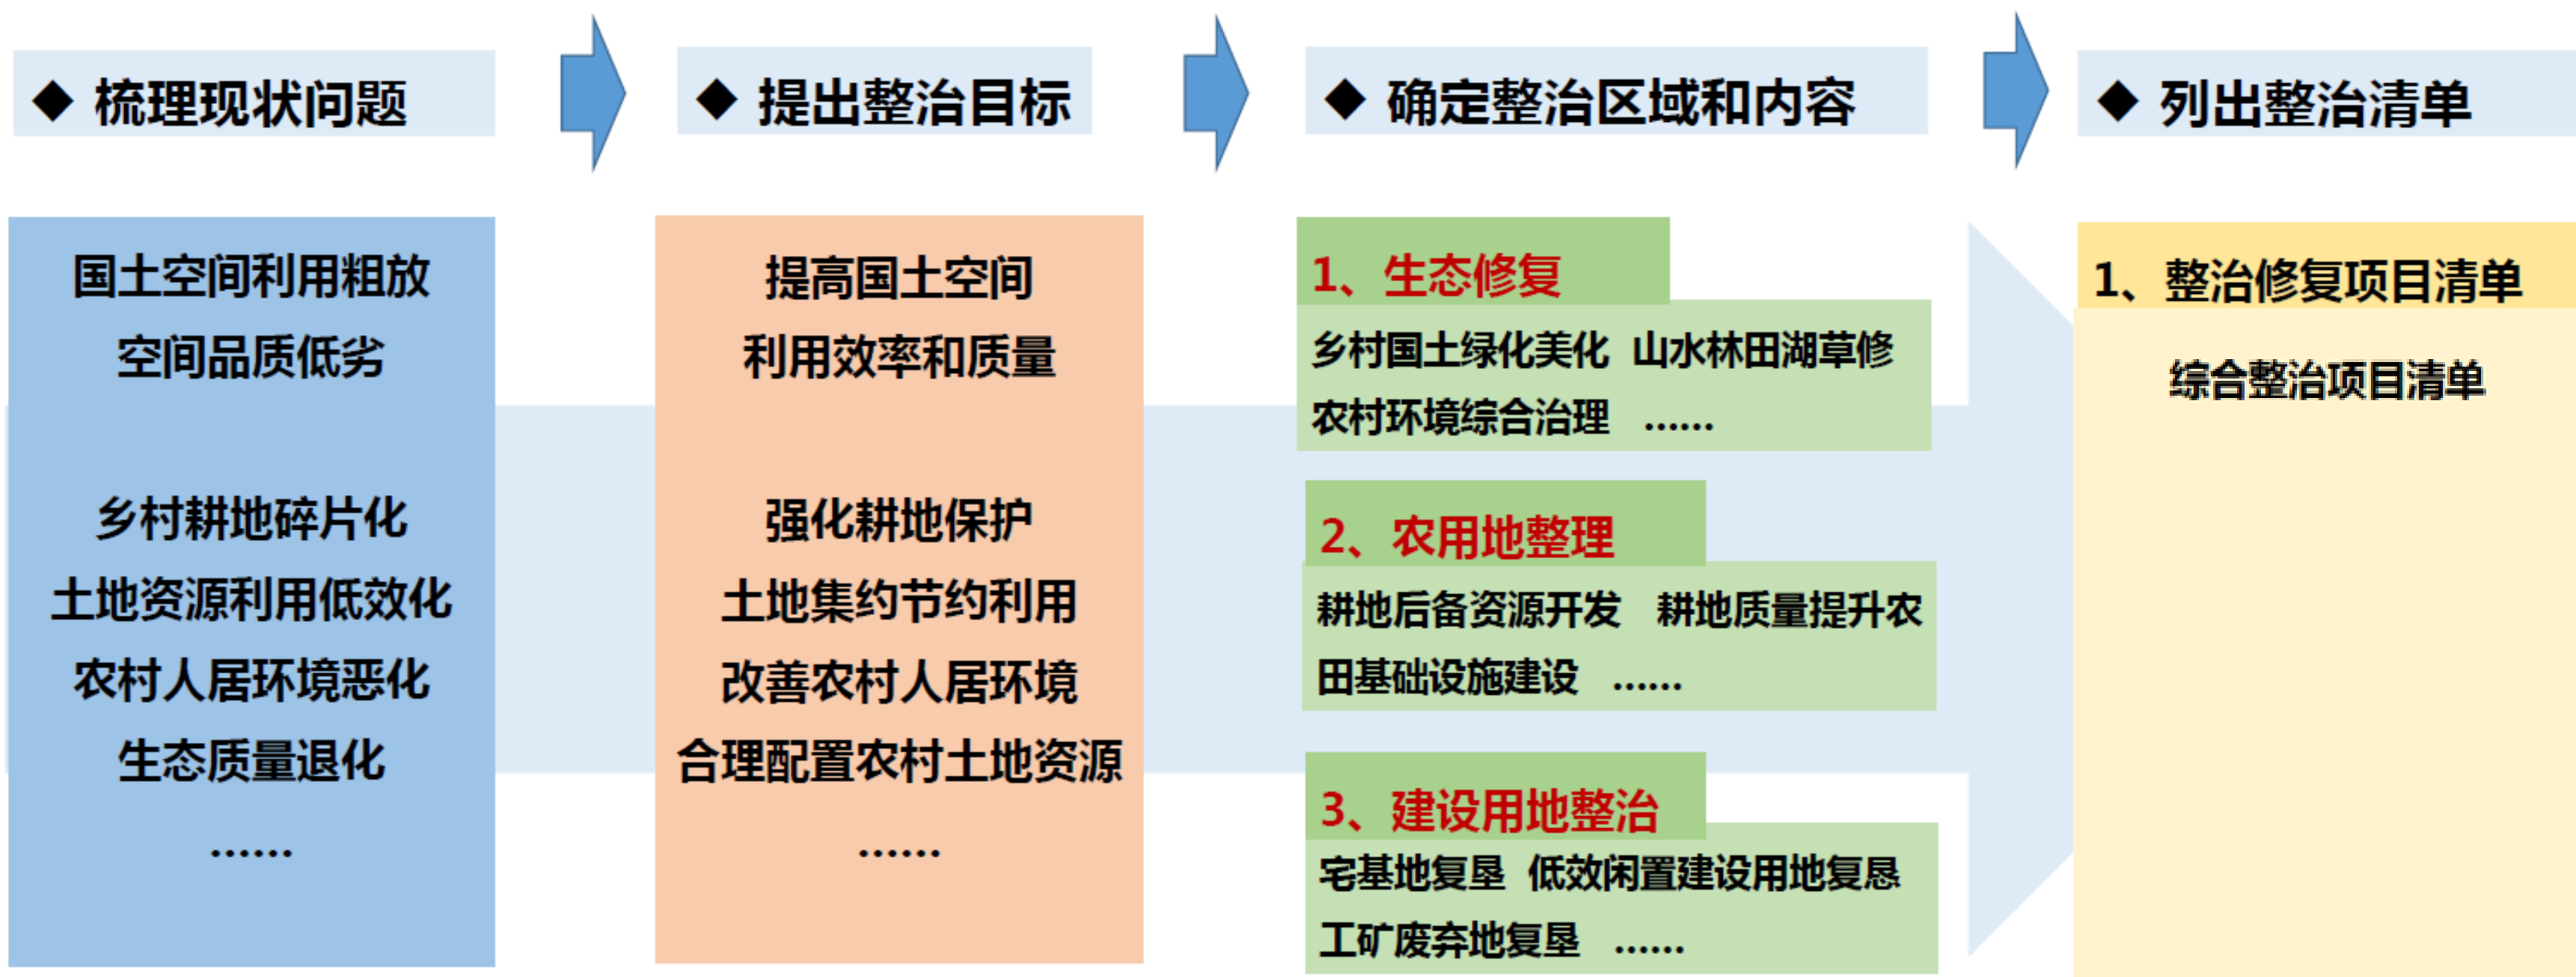 ◆ 梳理现状问题
◆ 提出整治目标
◆ 确定整治区域和内容
◆ 列出整治清单
国土空间利用粗放
空间品质低劣
乡村耕地碎片化
土地资源利用低效化
农村人居环境恶化
生态质量退化
......
提高国土空间
利用效率和质量
强化耕地保护
土地集约节约利用
改善农村人居环境
合理配置农村土地资源
......
1、生态修复
乡村国土绿化美化 山水林田湖草修
农村环境综合治理 ......
2、农用地整理
耕地后备资源开发 耕地质量提升农
田基础设施建设 ......
3、建设用地整治
宅基地复垦 低效闲置建设用地复恳
工矿废弃地复垦 ......
1、整治修复项目清单
综合整治项目清单